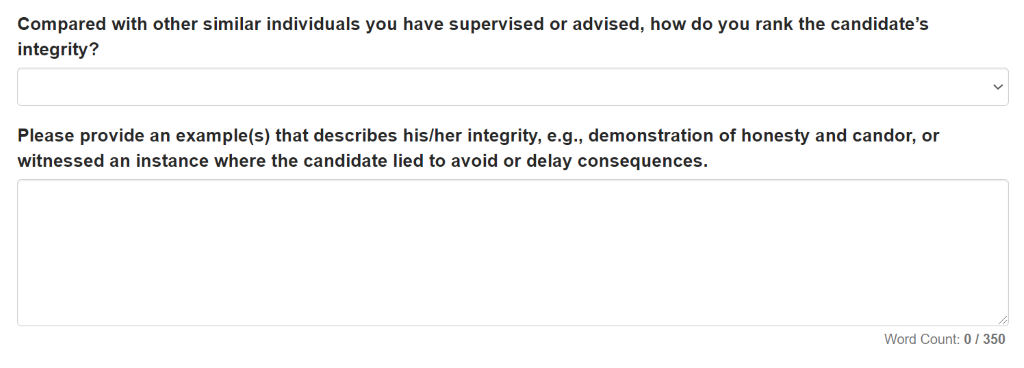 Compared with other similar individuals you have supervised or advised, how do you rank the candidate’s
integrity?
Please provide an example(s) that describes his/her integrity, e.g., demonstration of honesty and candor, or
witnessed an instance where the candidate lied to avoid or delay consequences.
Word Count: 0 / 350